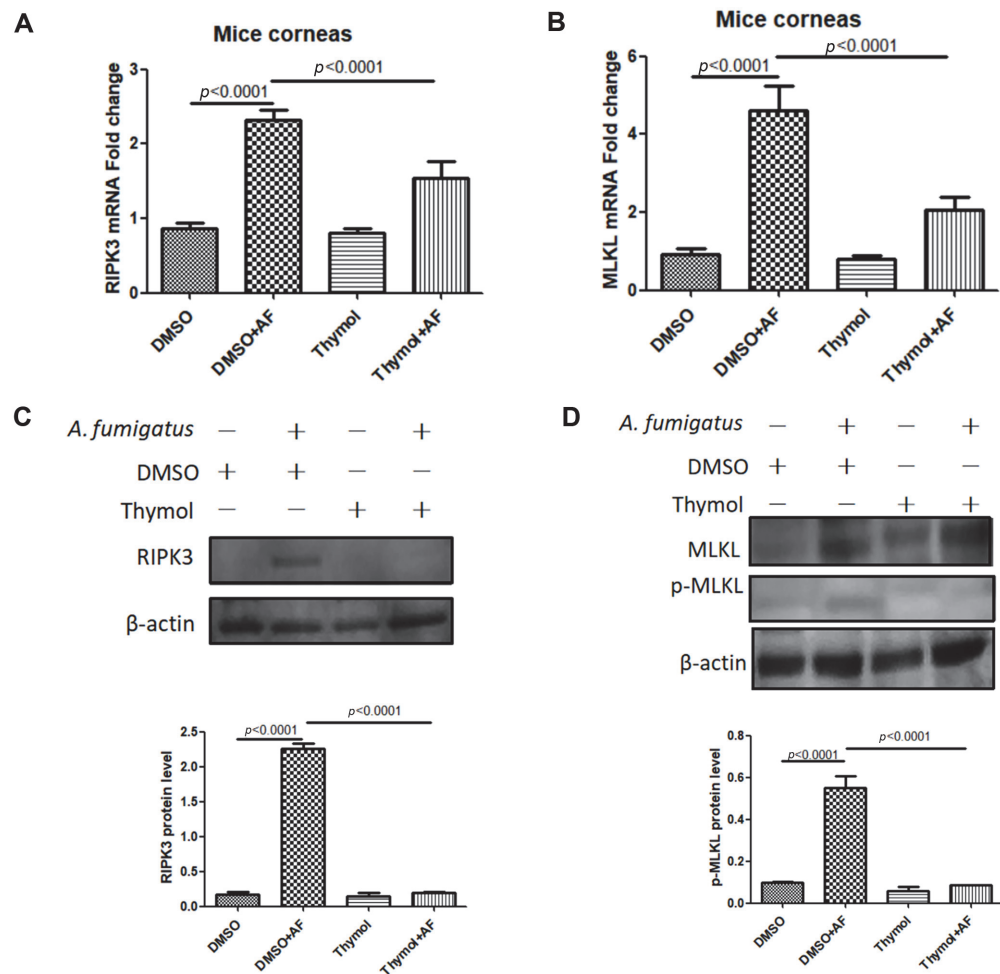 A
Mice corneas
RIPK3 mRNA Fold change
3
2
1
0
p<0.0001
p<0.0001
DMSO
DMSO+AF
Thymol
Thymol+AF
B
Mice corneas
MLKL mRNA Fold change
6
4
2
0
p<0.0001
p<0.0001
DMSO
DMSO+AF
Thymol
Thymol+AF
C
A. fumigatus − + − +
DMSO + + − −
Thymol − − + +
RIPK3
β-actin
RIPK3 protein level
2.5
2.0
1.5
1.0
0.5
0.0
p<0.0001
p<0.0001
DMSO
DMSO+AF
Thymol
Thymol+AF
D
A. fumigatus − + − +
DMSO + + − −
Thymol − − + +
MLKL
p-MLKL
β-actin
p-MLKL protein level
0.8
0.6
0.4
0.2
0.0
p<0.0001
p<0.0001
DMSO
DMSO+AF
Thymol
Thymol+AF